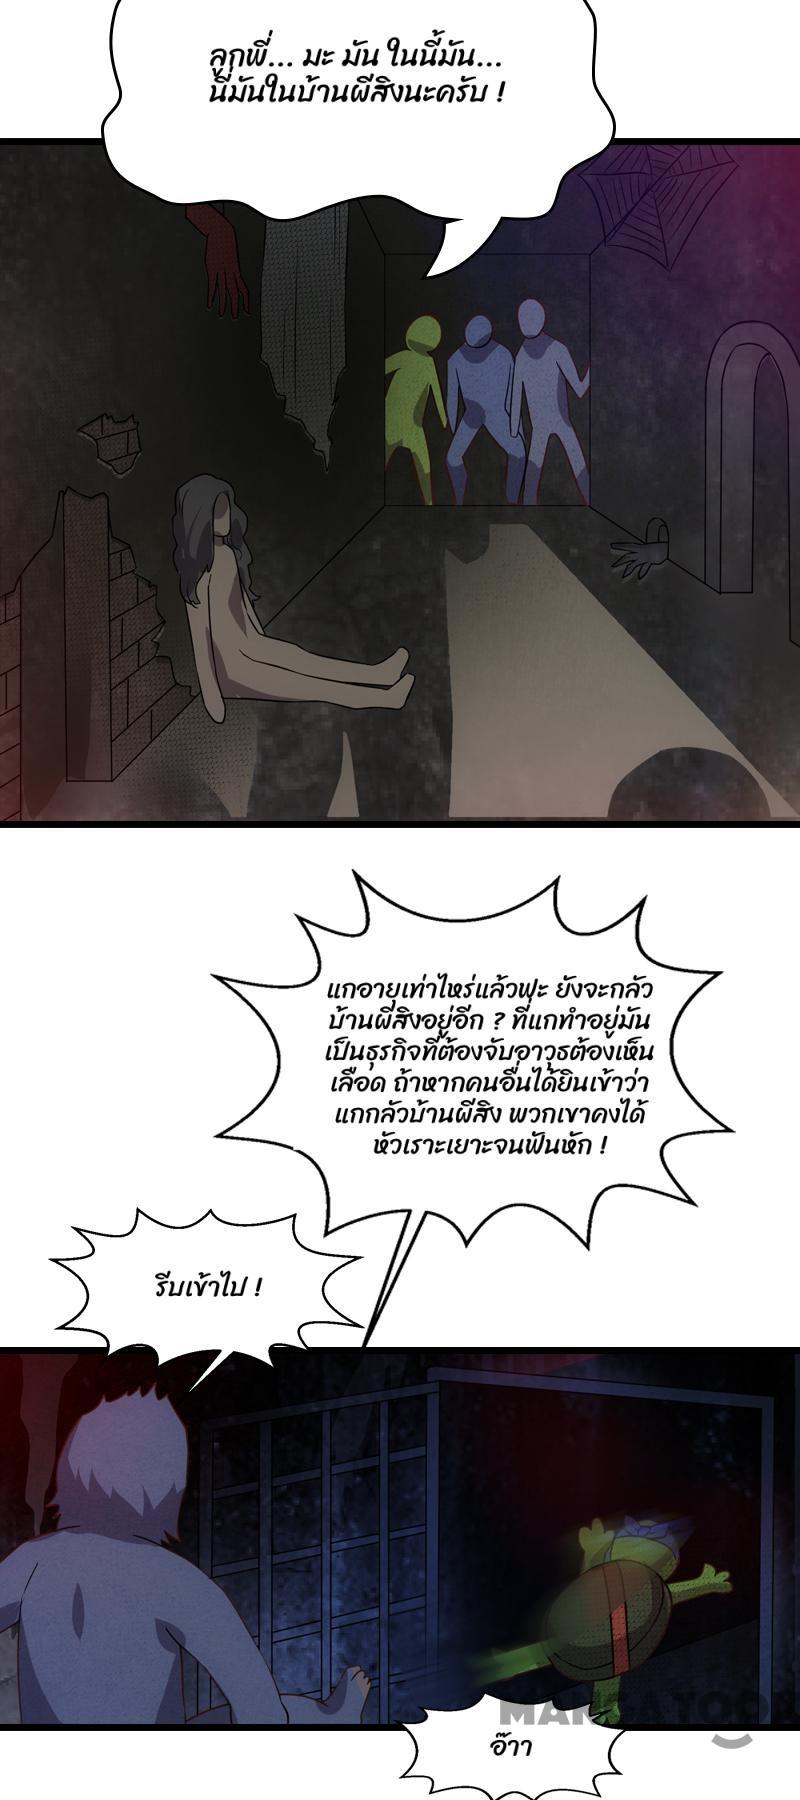 ลูกพี่... มะ มัน ในนี้มัน...
นี่มันในบ้านผีสิงนะครับ !
แกอายุเท่าไหร่แล้วฟะ ยังจะกลัว
บ้านผีสิงอยู่อีก ? ที่แกทำอยู่มัน
เป็นธุรกิจที่ต้องจับอาวุธต้องเห็น
เลือด ถ้าหากคนอื่นได้ยินเข้าว่า
แกกลัวบ้านผีสิง พวกเขาคงได้
หัวเราะเยาะจนฟันหัก !
รีบเข้าไป !
MANGATOON
อ๊าา